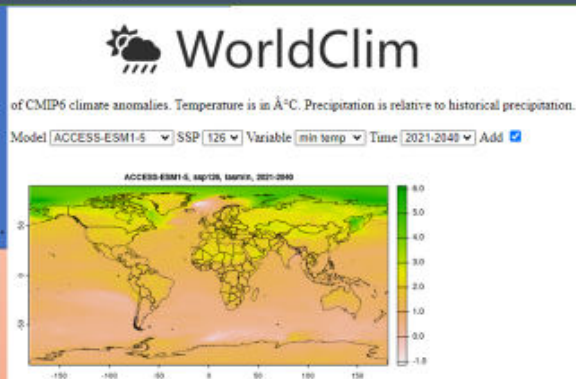 WorldClim
of CMIP6 climate anomalies. Temperature is in Â°C. Precipitation is relative to historical precipitation.
Model ACCESS-ESM1-5 SSP 126 Variable min temp Time 2021-2040 Add
ACCESS-ESM1-5, ssp126, tasmin, 2021-2040
6.0
5.0
50
4.0
3.0
0
2.0
1.0
-50
0.0
-1.0
-150 -100 -50 0 50 100 150